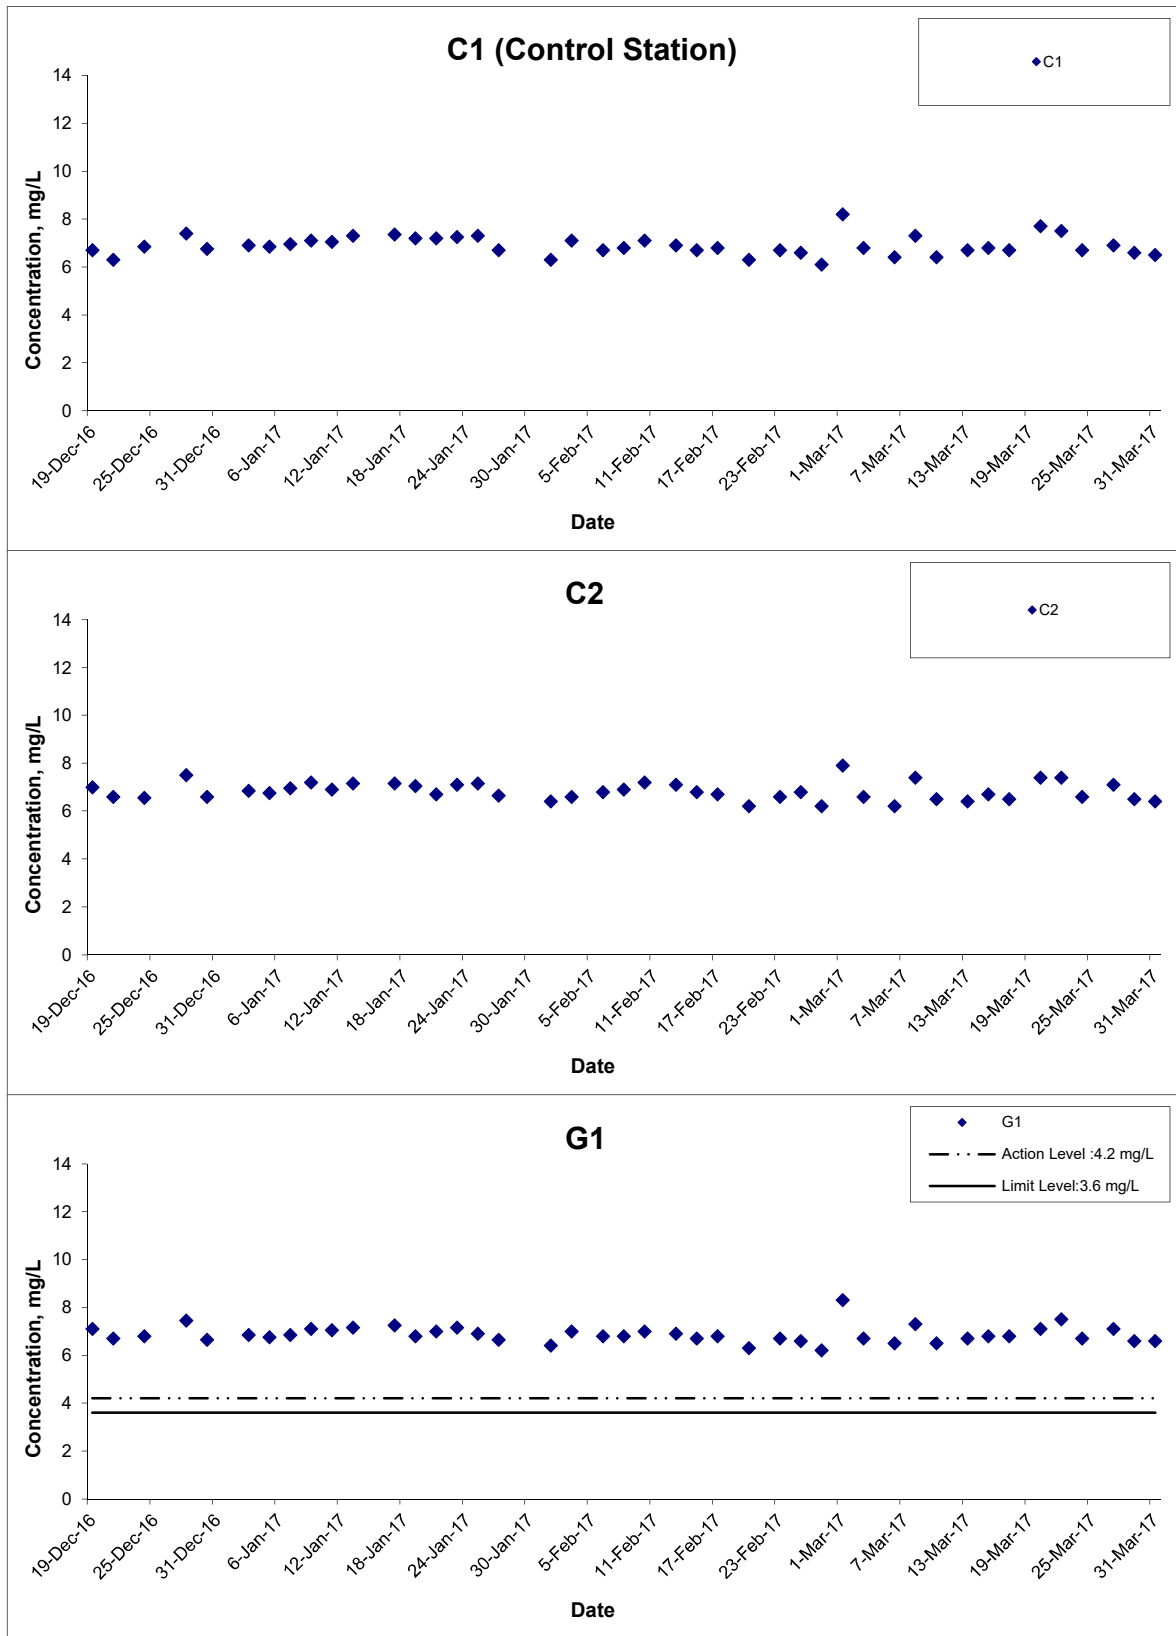 C1 (Control Station)
C1
14
12
10
8
6
4
2
0
Concentration, mg/L
19-Dec-16
25-Dec-16
31-Dec-16
6-Jan-17
12-Jan-17
18-Jan-17
24-Jan-17
30-Jan-17
5-Feb-17
11-Feb-17
17-Feb-17
23-Feb-17
1-Mar-17
7-Mar-17
13-Mar-17
19-Mar-17
25-Mar-17
31-Mar-17
Date
C2
C2
14
12
10
8
6
4
2
0
Concentration, mg/L
19-Dec-16
25-Dec-16
31-Dec-16
6-Jan-17
12-Jan-17
18-Jan-17
24-Jan-17
30-Jan-17
5-Feb-17
11-Feb-17
17-Feb-17
23-Feb-17
1-Mar-17
7-Mar-17
13-Mar-17
19-Mar-17
25-Mar-17
31-Mar-17
Date
G1
G1
Action Level :4.2 mg/L
Limit Level:3.6 mg/L
14
12
10
8
6
4
2
0
Concentration, mg/L
19-Dec-16
25-Dec-16
31-Dec-16
6-Jan-17
12-Jan-17
18-Jan-17
24-Jan-17
30-Jan-17
5-Feb-17
11-Feb-17
17-Feb-17
23-Feb-17
1-Mar-17
7-Mar-17
13-Mar-17
19-Mar-17
25-Mar-17
31-Mar-17
Date